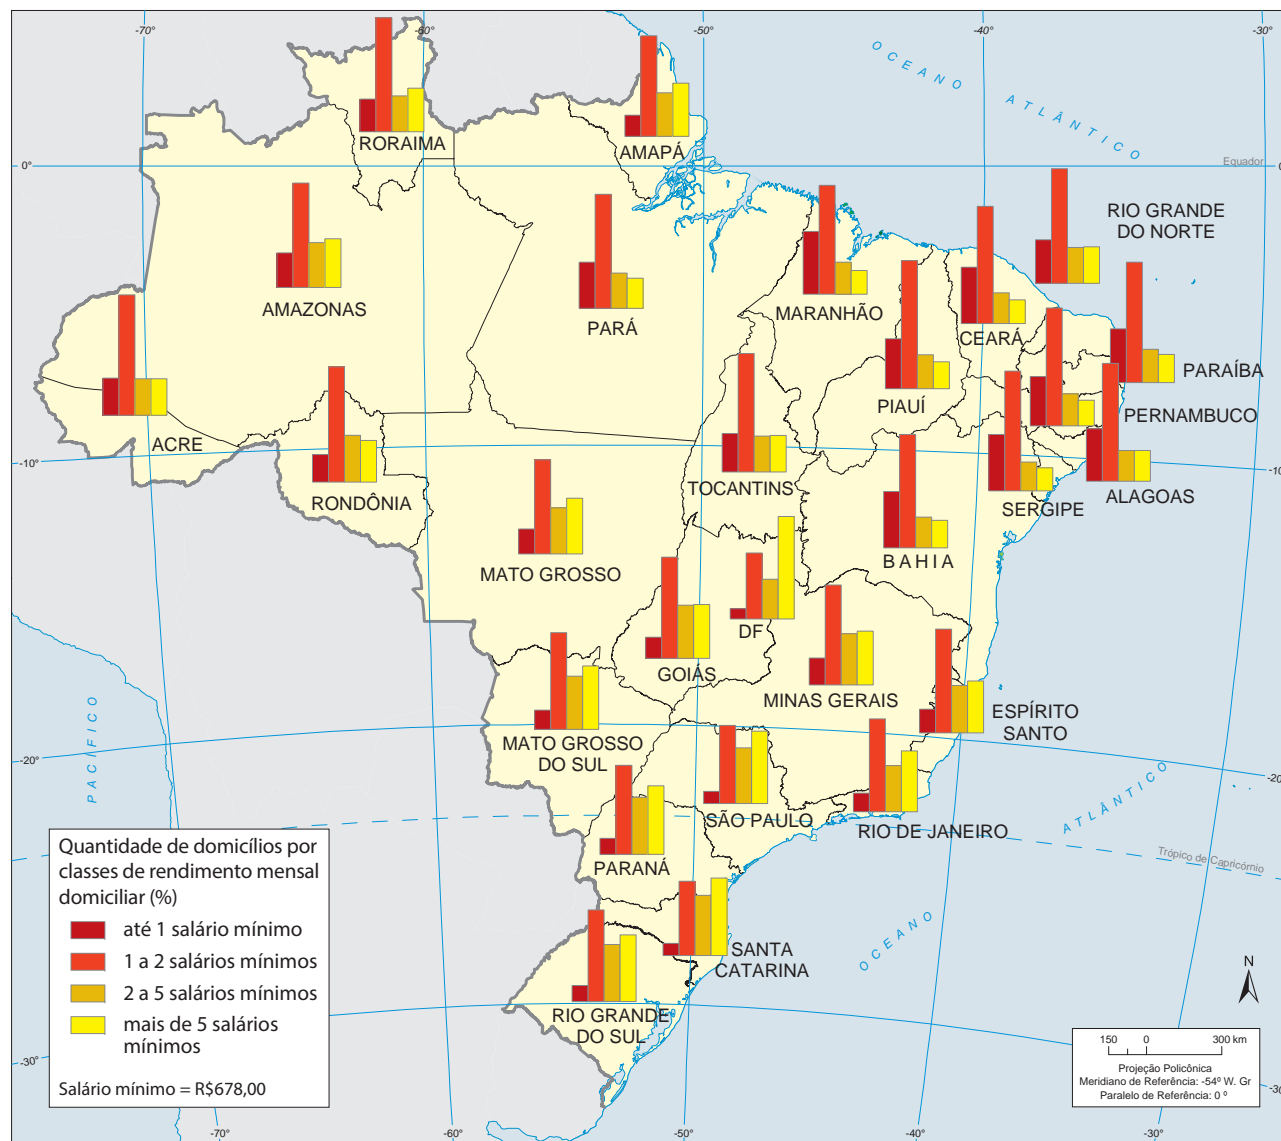 -70°
-60°
-50°
-40°
-30°
OCEANO ATLÂNTICO
RORAIMA
AMAPÁ
0°
Equador
0
RIO GRANDE
DO NORTE
AMAZONAS
PARÁ
MARANHÃO
CEARÁ
PARAÍBA
PIAUÍ
PERNAMBUCO
ACRE
-10°
-10
RONDÔNIA
TOCANTINS
SERGIPE
ALAGOAS
MATO GROSSO
BAHIA
DF
GOIÁS
MINAS GERAIS
ESPÍRITO
SANTO
PACÍFICO
MATO GROSSO
DO SUL
-20°
-20
SÃO PAULO
RIO DE JANEIRO
OCEANO ATLÂNTICO
Trópico de Capricórnio
PARANÁ
SANTA
CATARINA
RIO GRANDE
DO SUL
Quantidade de domicílios por
classes de rendimento mensal
domiciliar (%)
até 1 salário mínimo
1 a 2 salários mínimos
2 a 5 salários mínimos
mais de 5 salários
mínimos
Salário mínimo = R$678,00
N
150 0 300 km
Projeção Policônica
Meridiano de Referência: -54º W. Gr
Paralelo de Referência: 0 º
-30°
-30
-70°
-60°
-50°
-40°
-30°